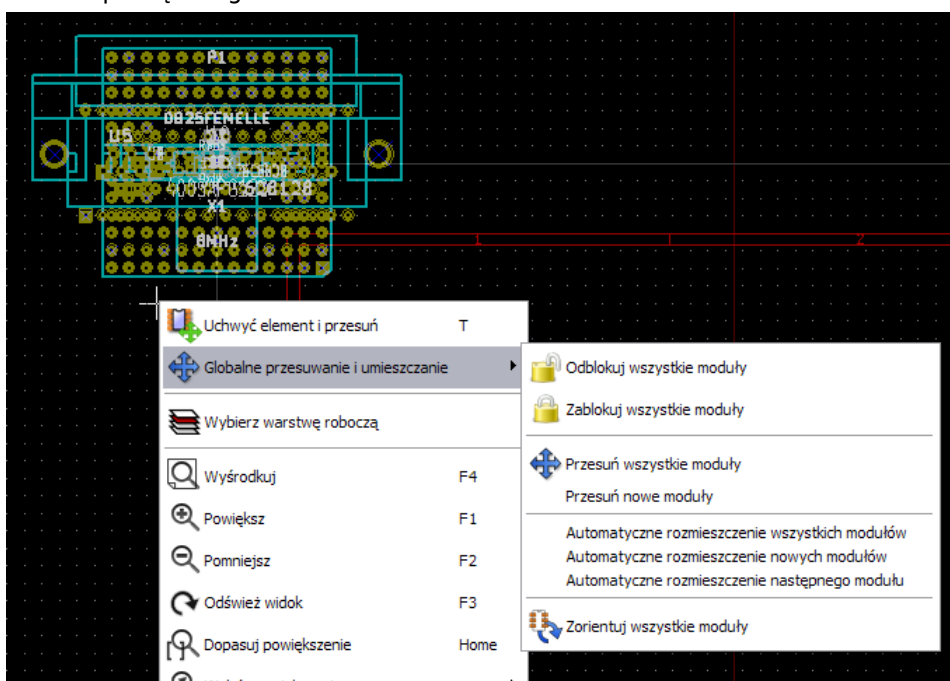 P1
DB25FEMELLE
U5
X1
8MHz
1
2
Uchwyć element i przesuń T
Globalne przesuwanie i umieszczanie
Wybierz warstwę roboczą
Wyśrodkuj F4
Powiększ F1
Pomniejsz F2
Odśwież widok F3
Dopasuj powiększenie Home
Odblokuj wszystkie moduły
Zablokuj wszystkie moduły
Przesuń wszystkie moduły
Przesuń nowe moduły
Automatyczne rozmieszczenie wszystkich modułów
Automatyczne rozmieszczenie nowych modułów
Automatyczne rozmieszczenie następnego modułu
Zorientuj wszystkie moduły